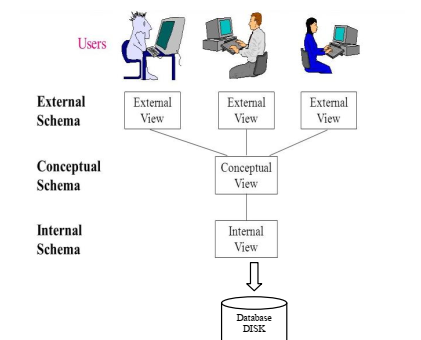 Users
External
Schema
External
View
External
View
External
View
Conceptual
Schema
Conceptual
View
Internal
Schema
Internal
View
Database
DISK